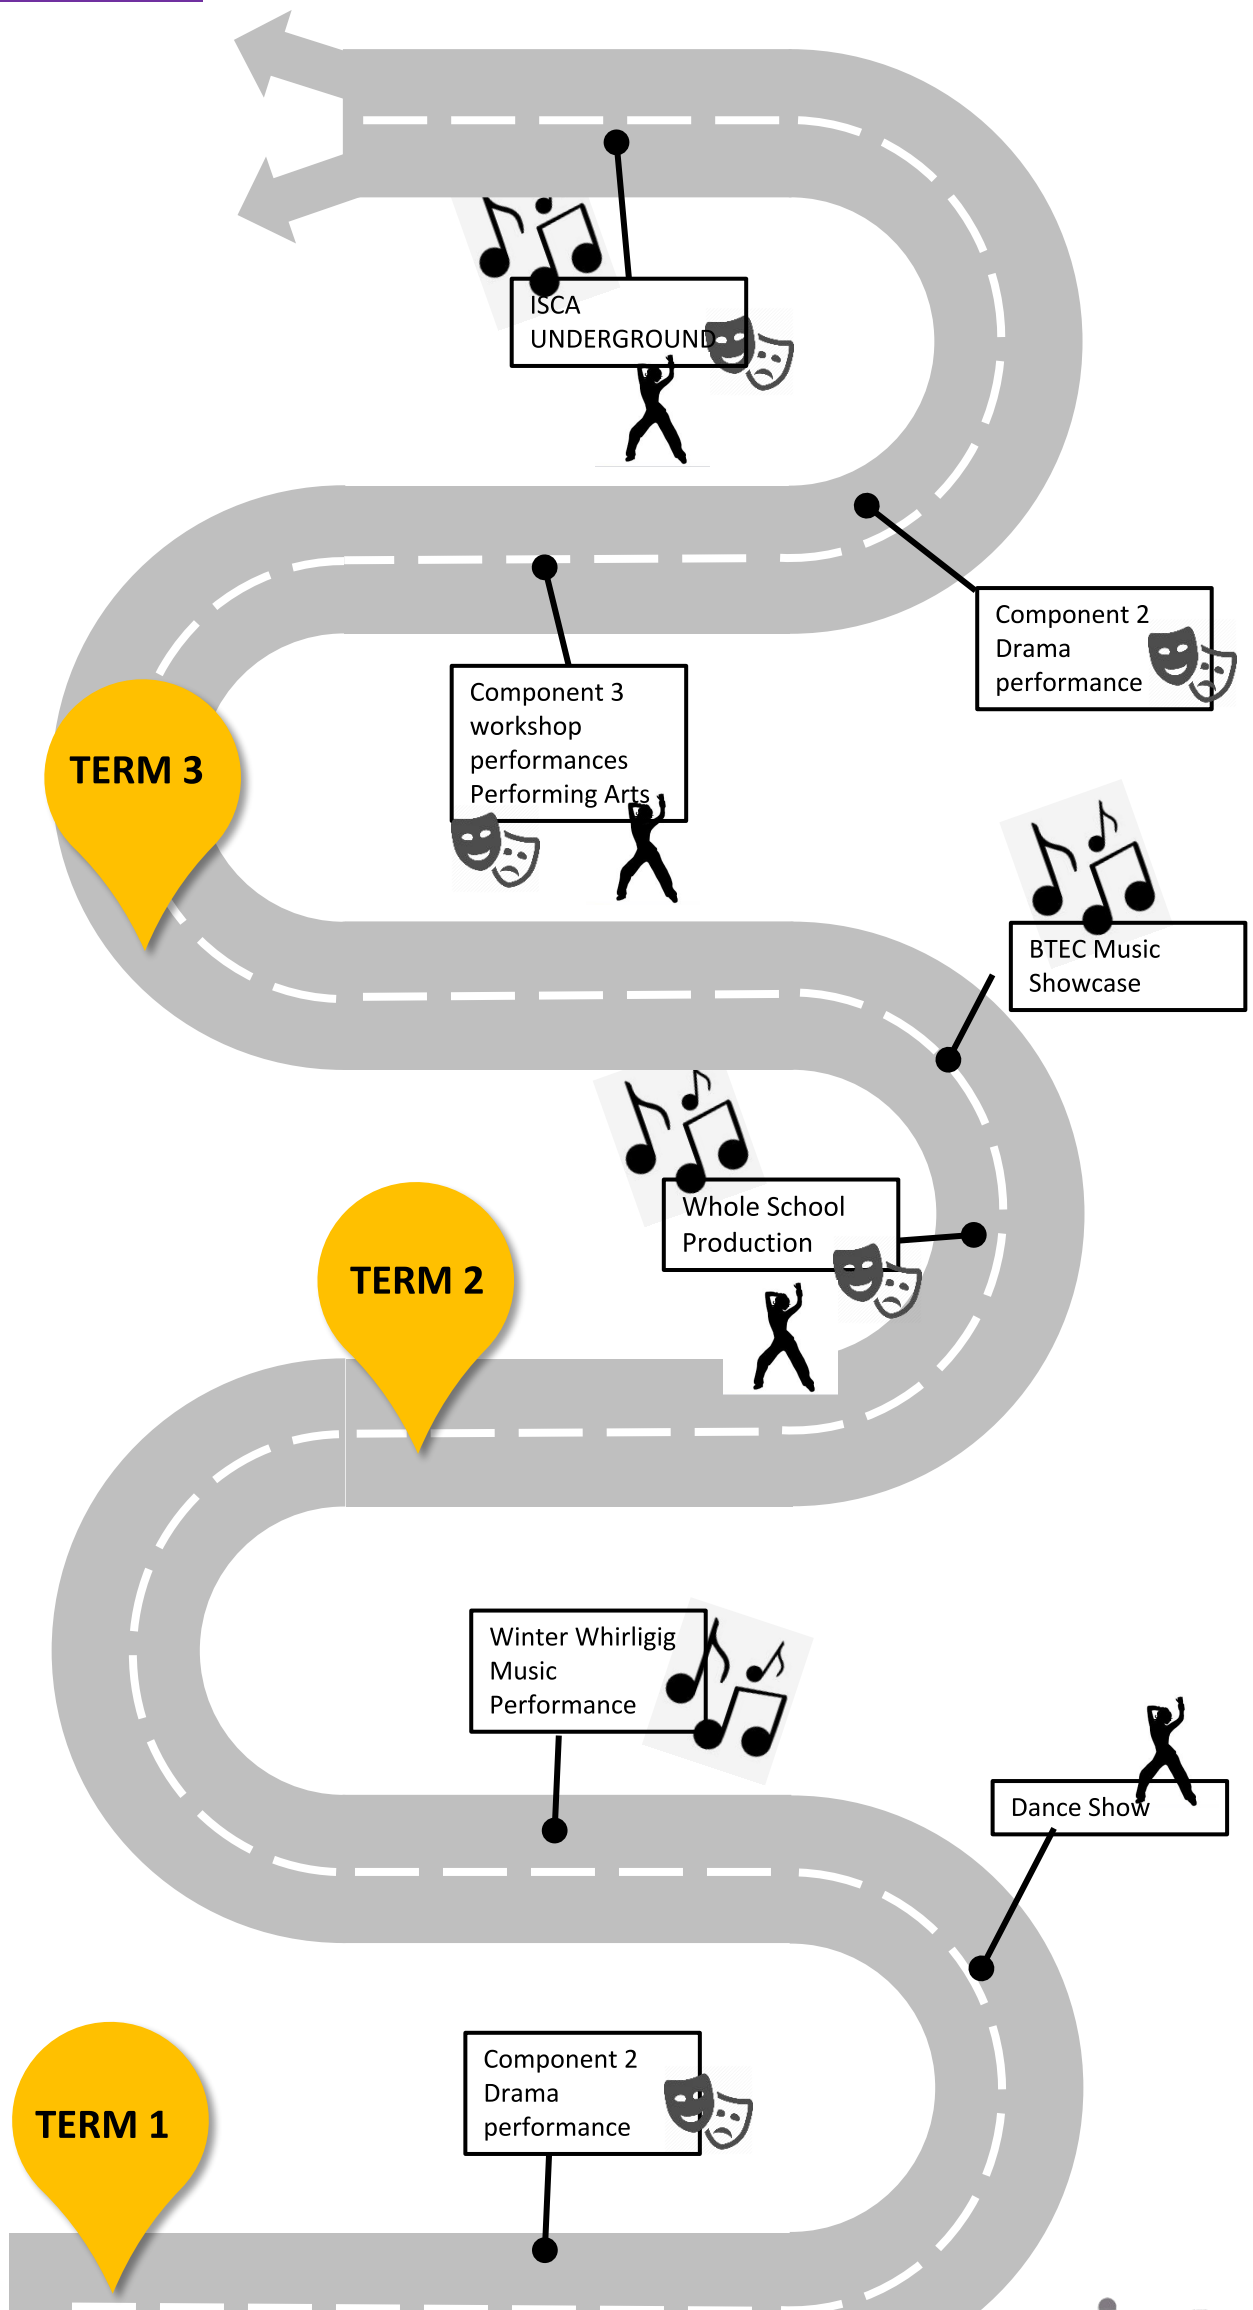 ISCA
UNDERGROUND
Component 2
Drama
performance
Component 3
workshop
performances
Performing Arts
TERM 3
BTEC Music
Showcase
Whole School
Production
TERM 2
Winter Whirligig
Music
Performance
Dance Show
Component 2
Drama
performance
TERM 1